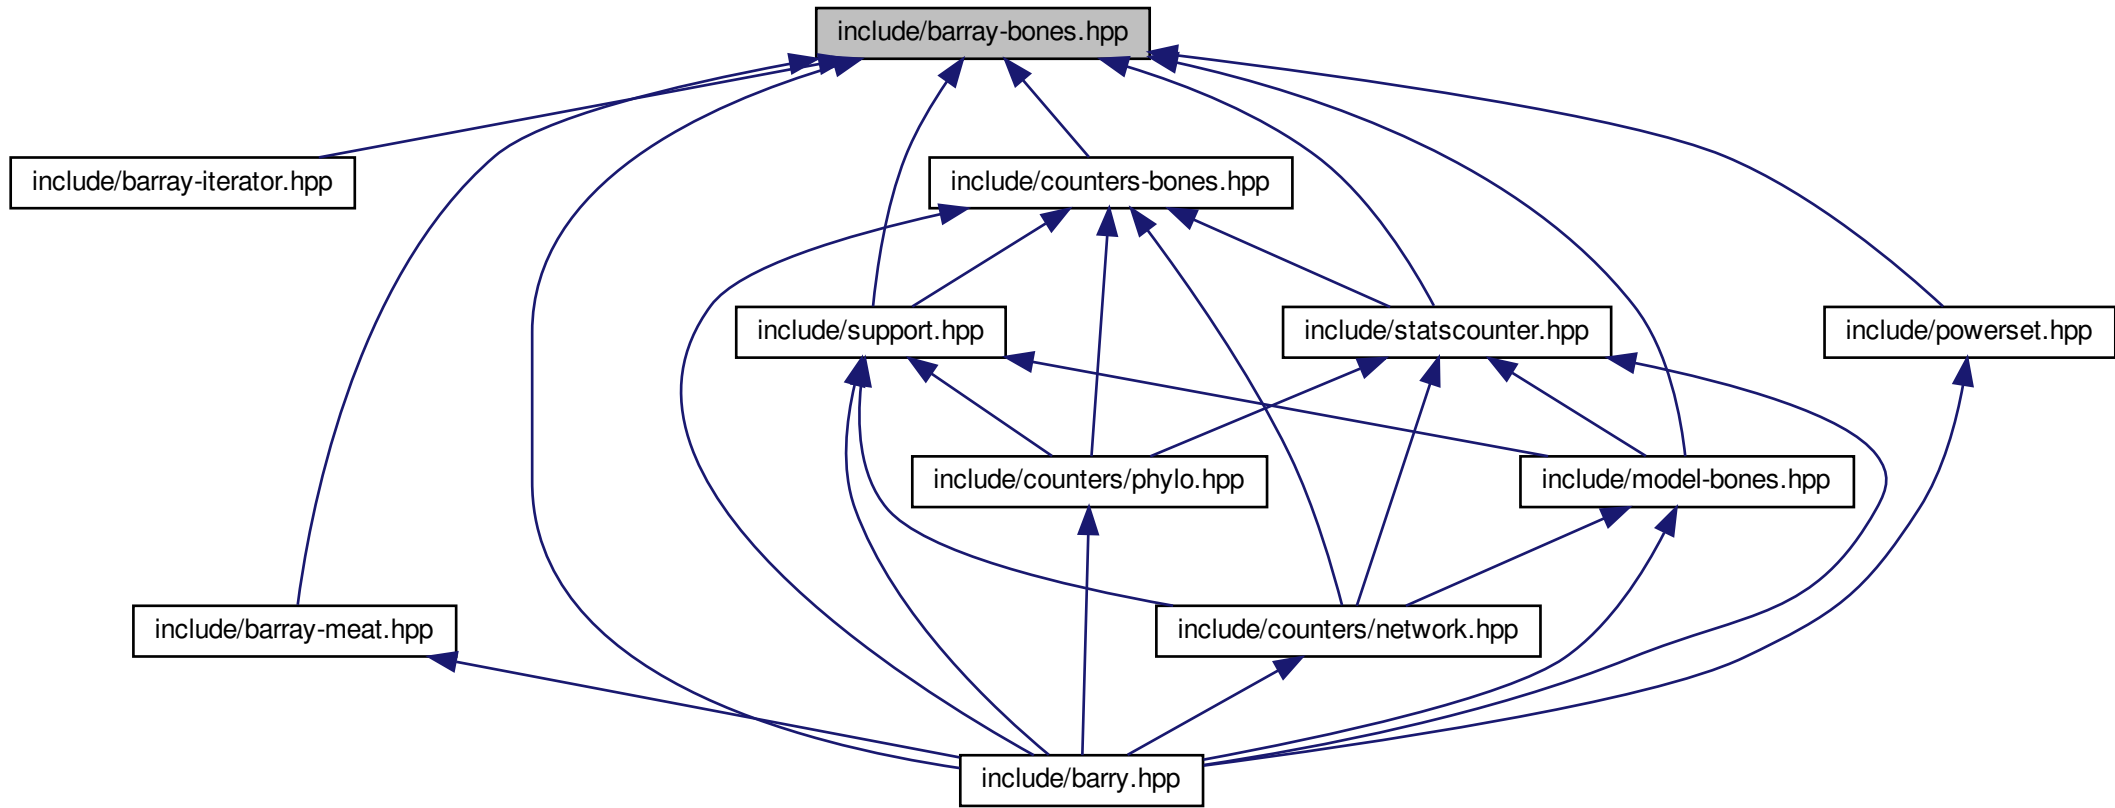 include/barray-bones.hpp
include/barray-iterator.hpp
include/counters-bones.hpp
include/support.hpp
include/statscounter.hpp
include/powerset.hpp
include/counters/phylo.hpp
include/model-bones.hpp
include/barray-meat.hpp
include/counters/network.hpp
include/barry.hpp